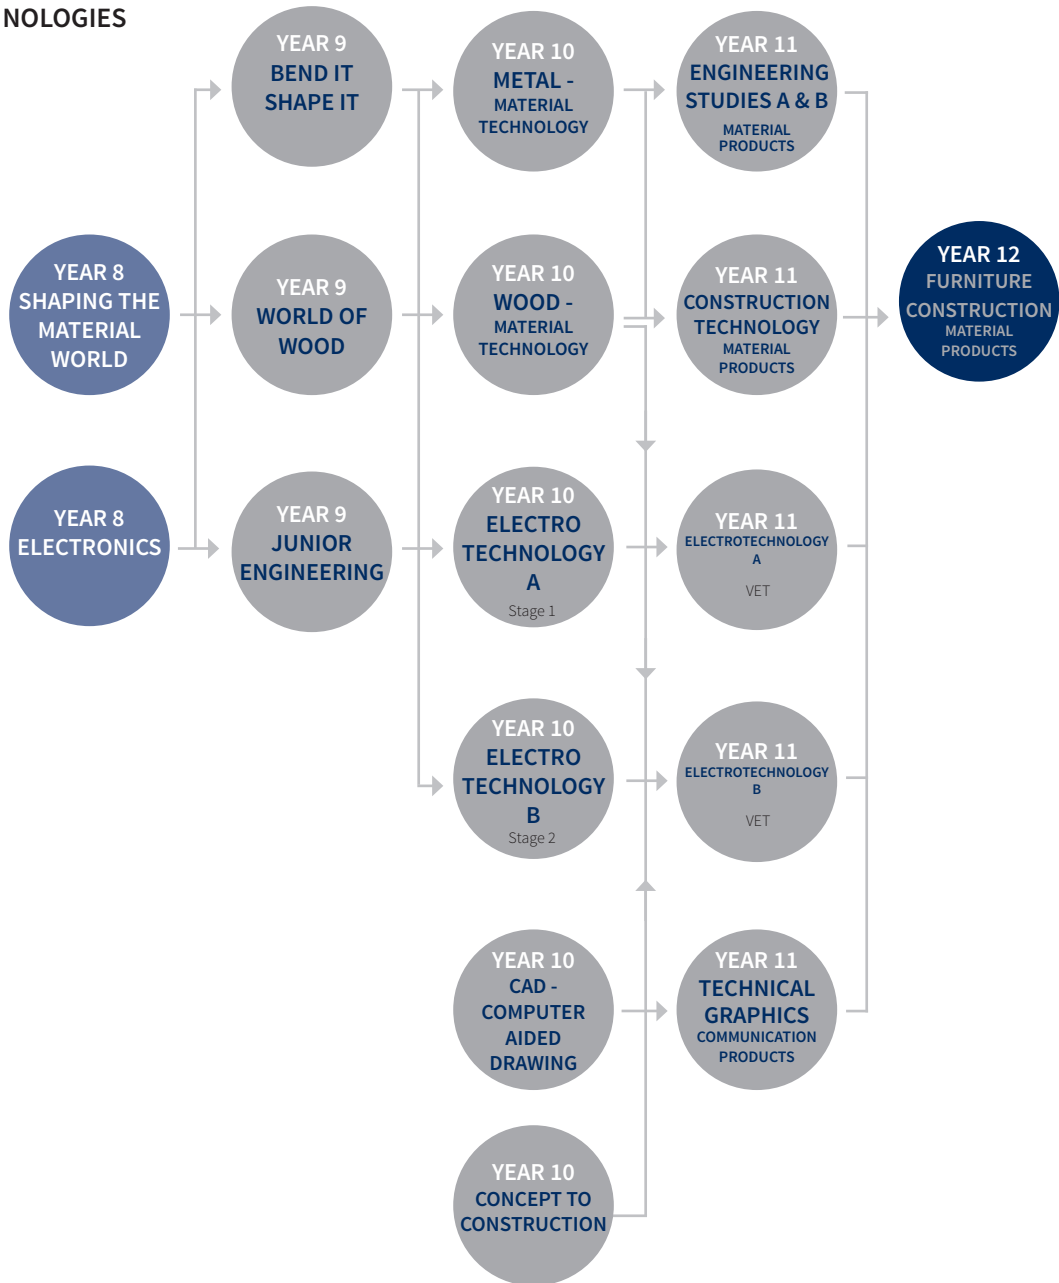 NOLOGIES
YEAR 9
BEND IT
SHAPE IT
YEAR 10
METAL -
MATERIAL
TECHNOLOGY
YEAR 11
ENGINEERING
STUDIES A & B
MATERIAL
PRODUCTS
YEAR 8
SHAPING THE
MATERIAL
WORLD
YEAR 9
WORLD OF
WOOD
YEAR 10
WOOD -
MATERIAL
TECHNOLOGY
YEAR 11
CONSTRUCTION
TECHNOLOGY
MATERIAL
PRODUCTS
YEAR 12
FURNITURE
CONSTRUCTION
MATERIAL
PRODUCTS
YEAR 8
ELECTRONICS
YEAR 9
JUNIOR
ENGINEERING
YEAR 10
ELECTRO
TECHNOLOGY
A
Stage 1
YEAR 11
ELECTROTECHNOLOGY
A
VET
YEAR 10
ELECTRO
TECHNOLOGY
B
Stage 2
YEAR 11
ELECTROTECHNOLOGY
B
VET
YEAR 10
CAD -
COMPUTER
AIDED
DRAWING
YEAR 11
TECHNICAL
GRAPHICS
COMMUNICATION
PRODUCTS
YEAR 10
CONCEPT TO
CONSTRUCTION